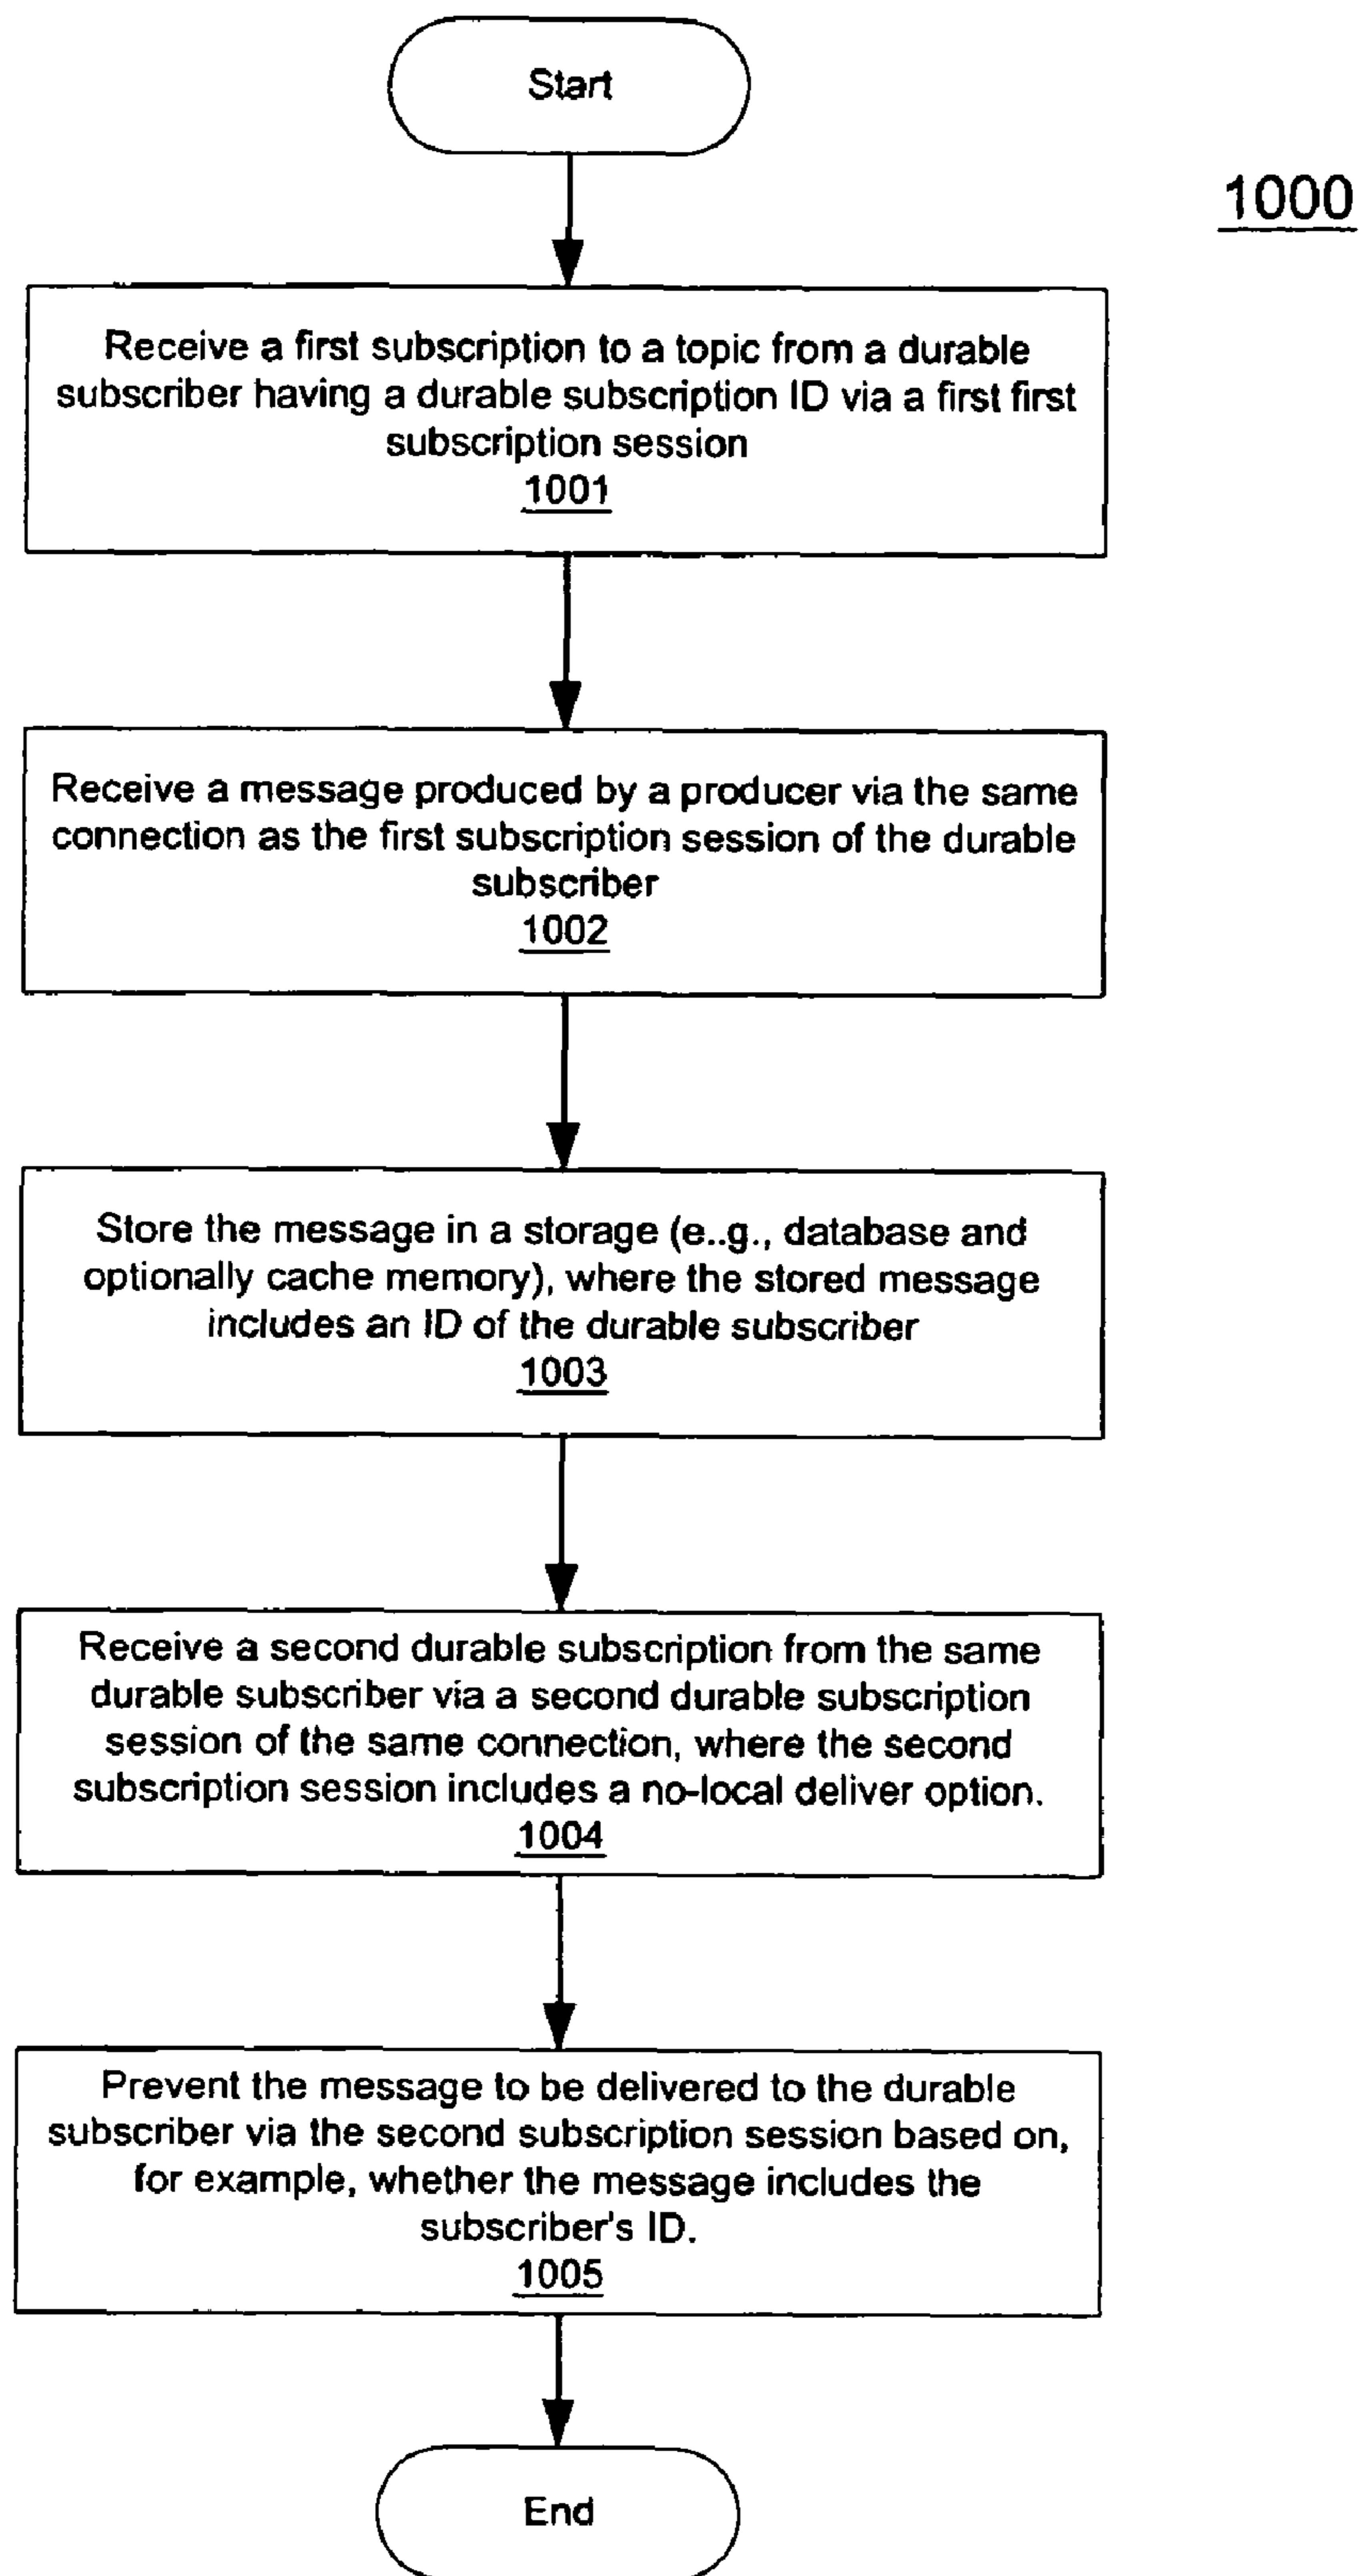 Start
1000
Receive a first subscription to a topic from a durable
subscriber having a durable subscription ID via a first first
subscription session
1001
Receive a message produced by a producer via the same
connection as the first subscription session of the durable
subscriber
1002
Store the message in a storage (e..g., database and
optionally cache memory), where the stored message
includes an ID of the durable subscriber
1003
Receive a second durable subscription from the same
durable subscriber via a second durable subscription
session of the same connection, where the second
subscription session includes a no-local deliver option.
1004
Prevent the message to be delivered to the durable
subscriber via the second subscription session based on,
for example, whether the message includes the
subscriber's ID.
1005
End